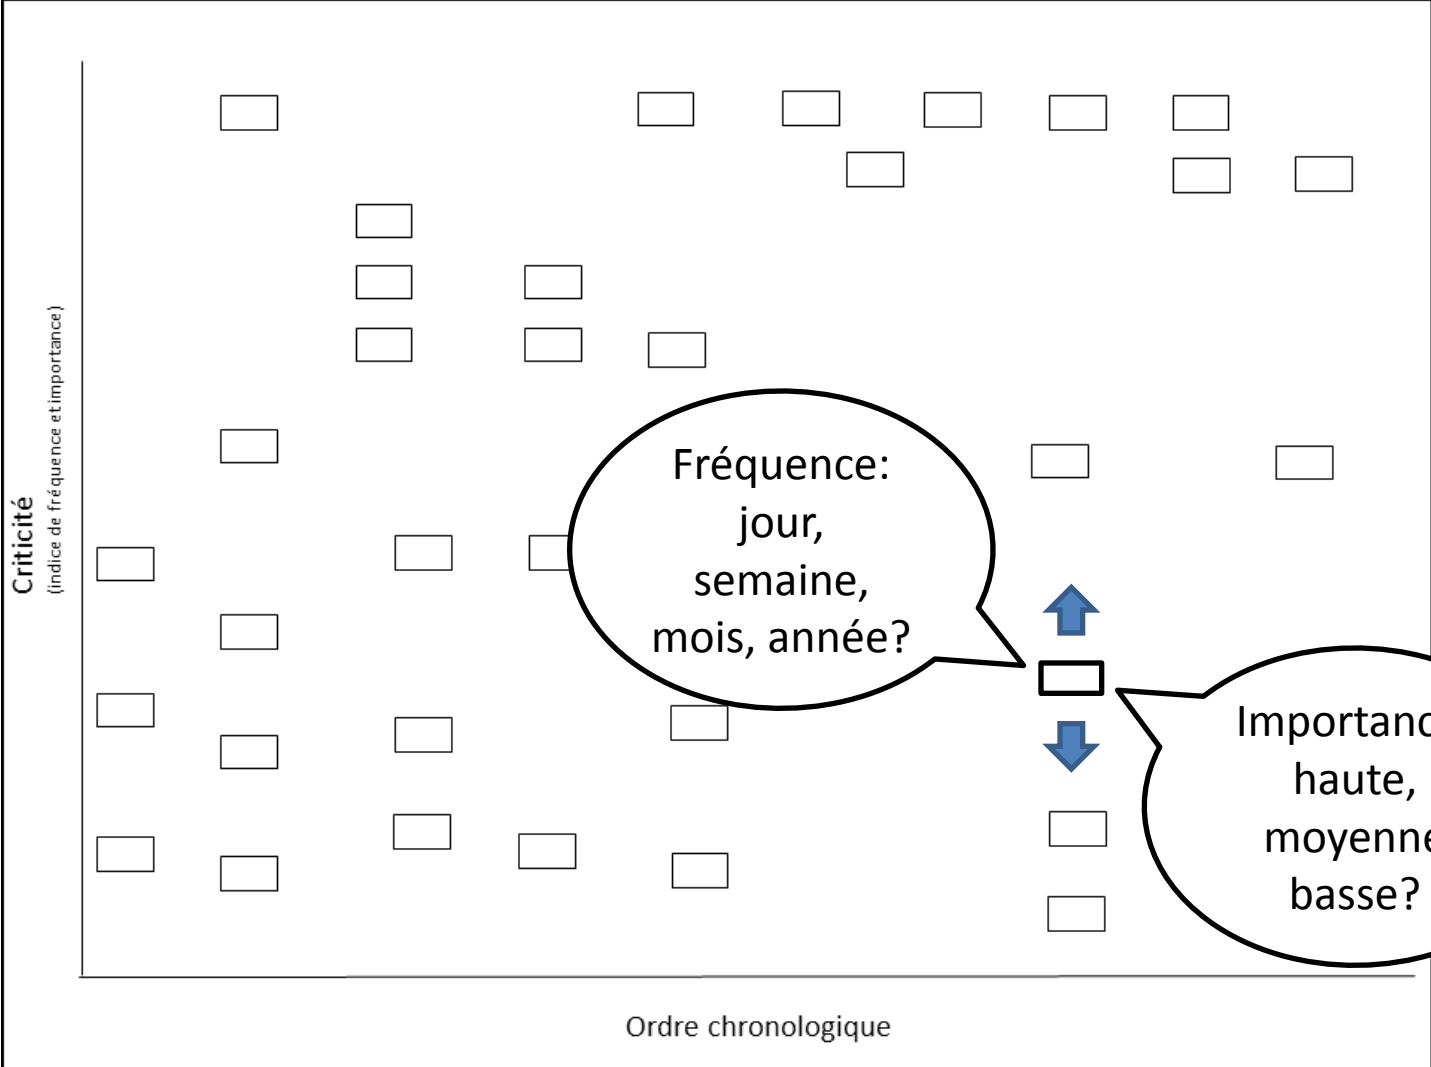 Criticité
(indice de fréquence et importance)
Fréquence:
jour,
semaine,
mois, année?
Importanc
haute,
moyenne
basse?
Ordre chronologique